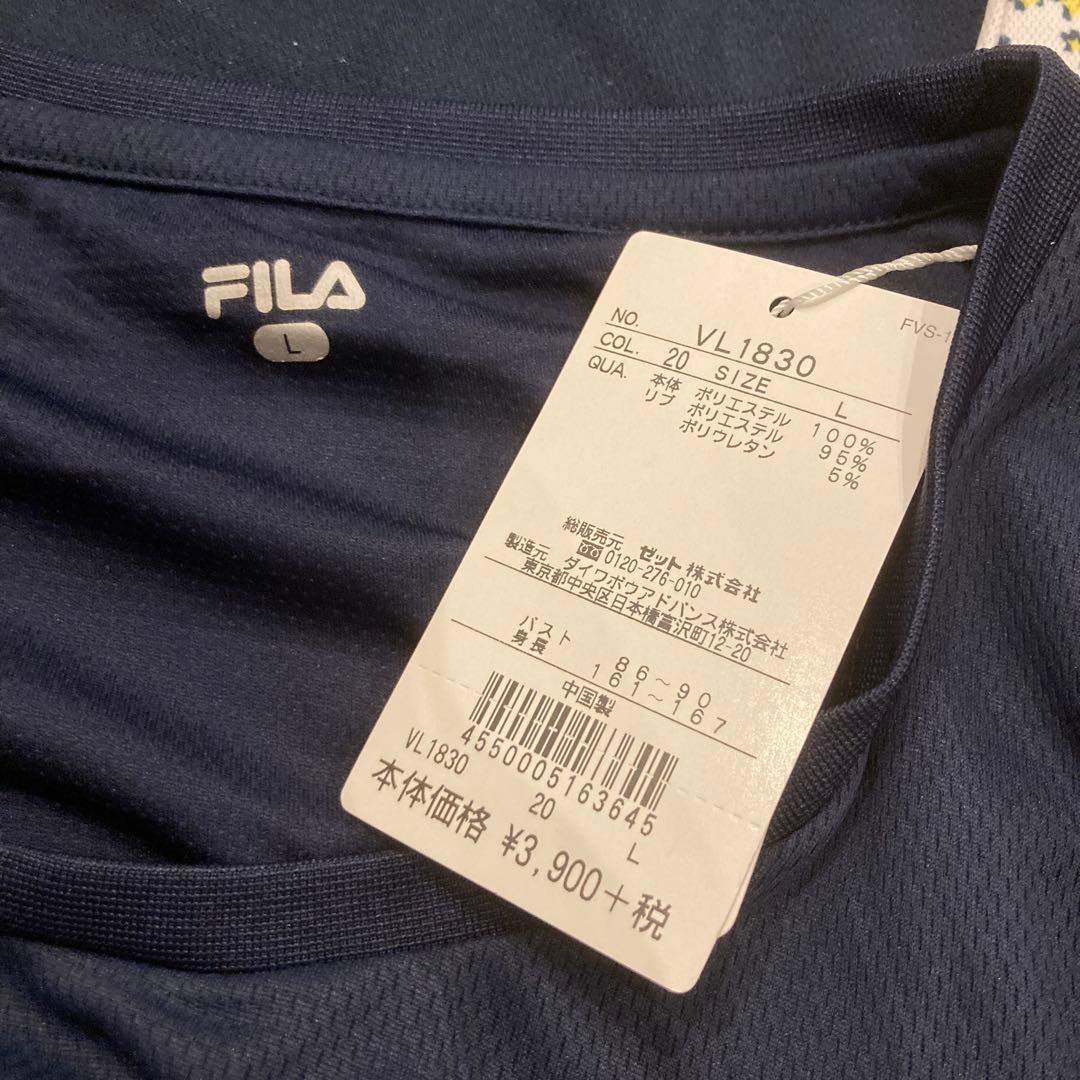 FILA
L
FVS-1
NO. VL1830
COL. 20 SIZE L
QUA. 本体 ポリエステル 100%
リブ ポリエステル 95%
ポリウレタン 5%
総販売元 ゼット株式会社
0120-276-010
製造元 ダイワボウアドバンス株式会社
東京都中央区日本橋富沢町12-20
バスト 86~90
身長 161~167
中国製
4550005163645
VL1830 20 L
本体価格 ¥3,900+税